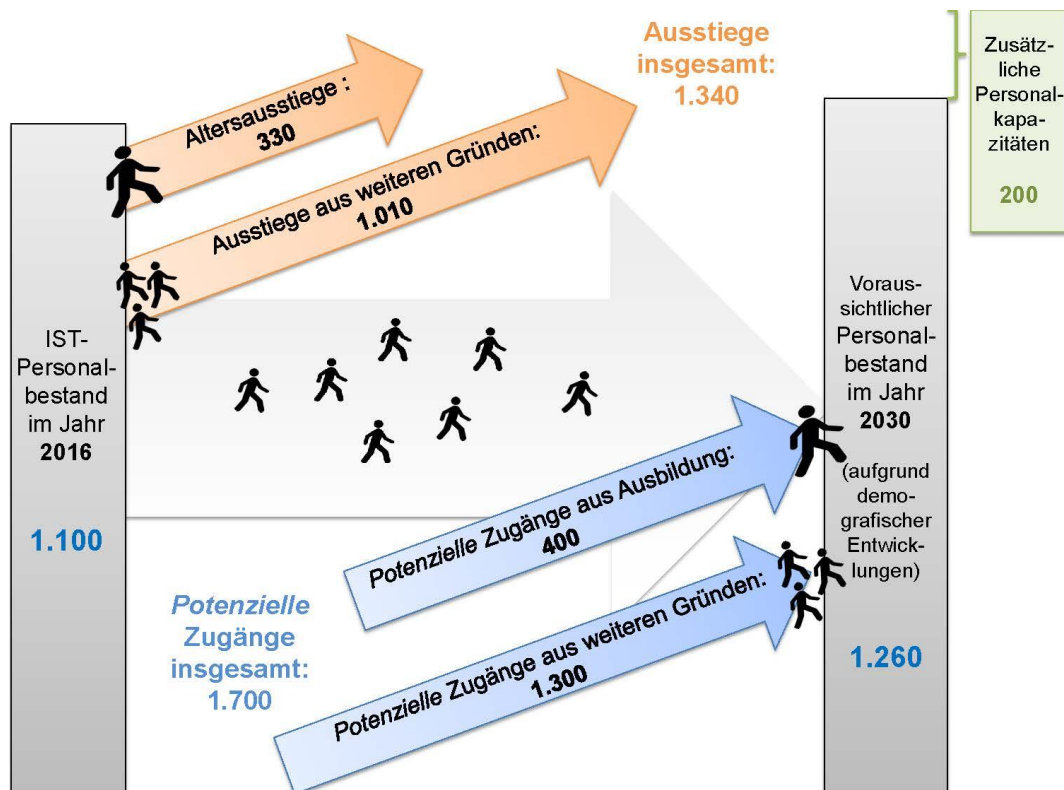 IST-
Personal-
bestand
im Jahr
2016
1.100
Altersausstiege :
330
Ausstiege aus weiteren Gründen:
1.010
Ausstiege
insgesamt:
1.340
Potenzielle Zugänge aus Ausbildung:
400
Potenzielle Zugänge aus weiteren Gründen:
1.300
Potenzielle
Zugänge
insgesamt:
1.700
Voraus-
sichtlicher
Personal-
bestand
im Jahr
2030
(aufgrund
demo-
grafischer
Entwick-
lungen)
1.260
Zusätz-
liche
Personal-
kapa-
zitäten
200